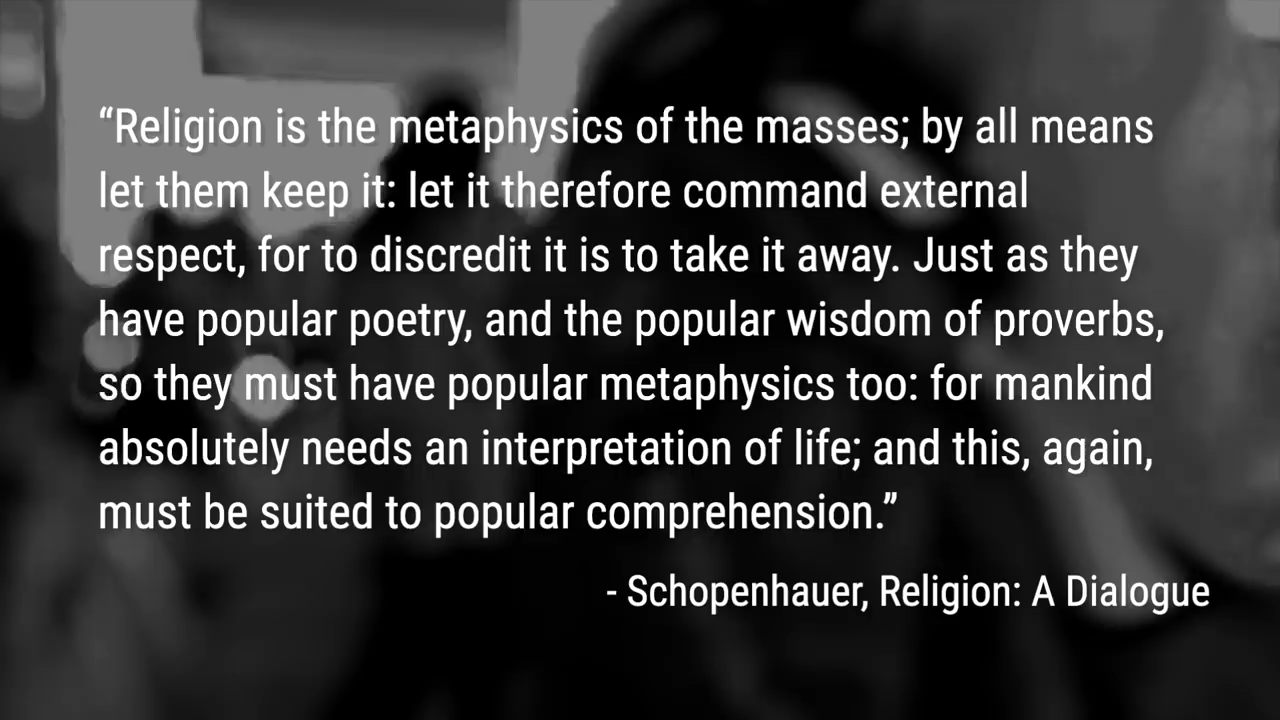 “Religion is the metaphysics of the masses; by all means
let them keep it: let it therefore command external
respect, for to discredit it is to take it away. Just as they
have popular poetry, and the popular wisdom of proverbs,
so they must have popular metaphysics too: for mankind
absolutely needs an interpretation of life; and this, again,
must be suited to popular comprehension.”
- Schopenhauer, Religion: A Dialogue